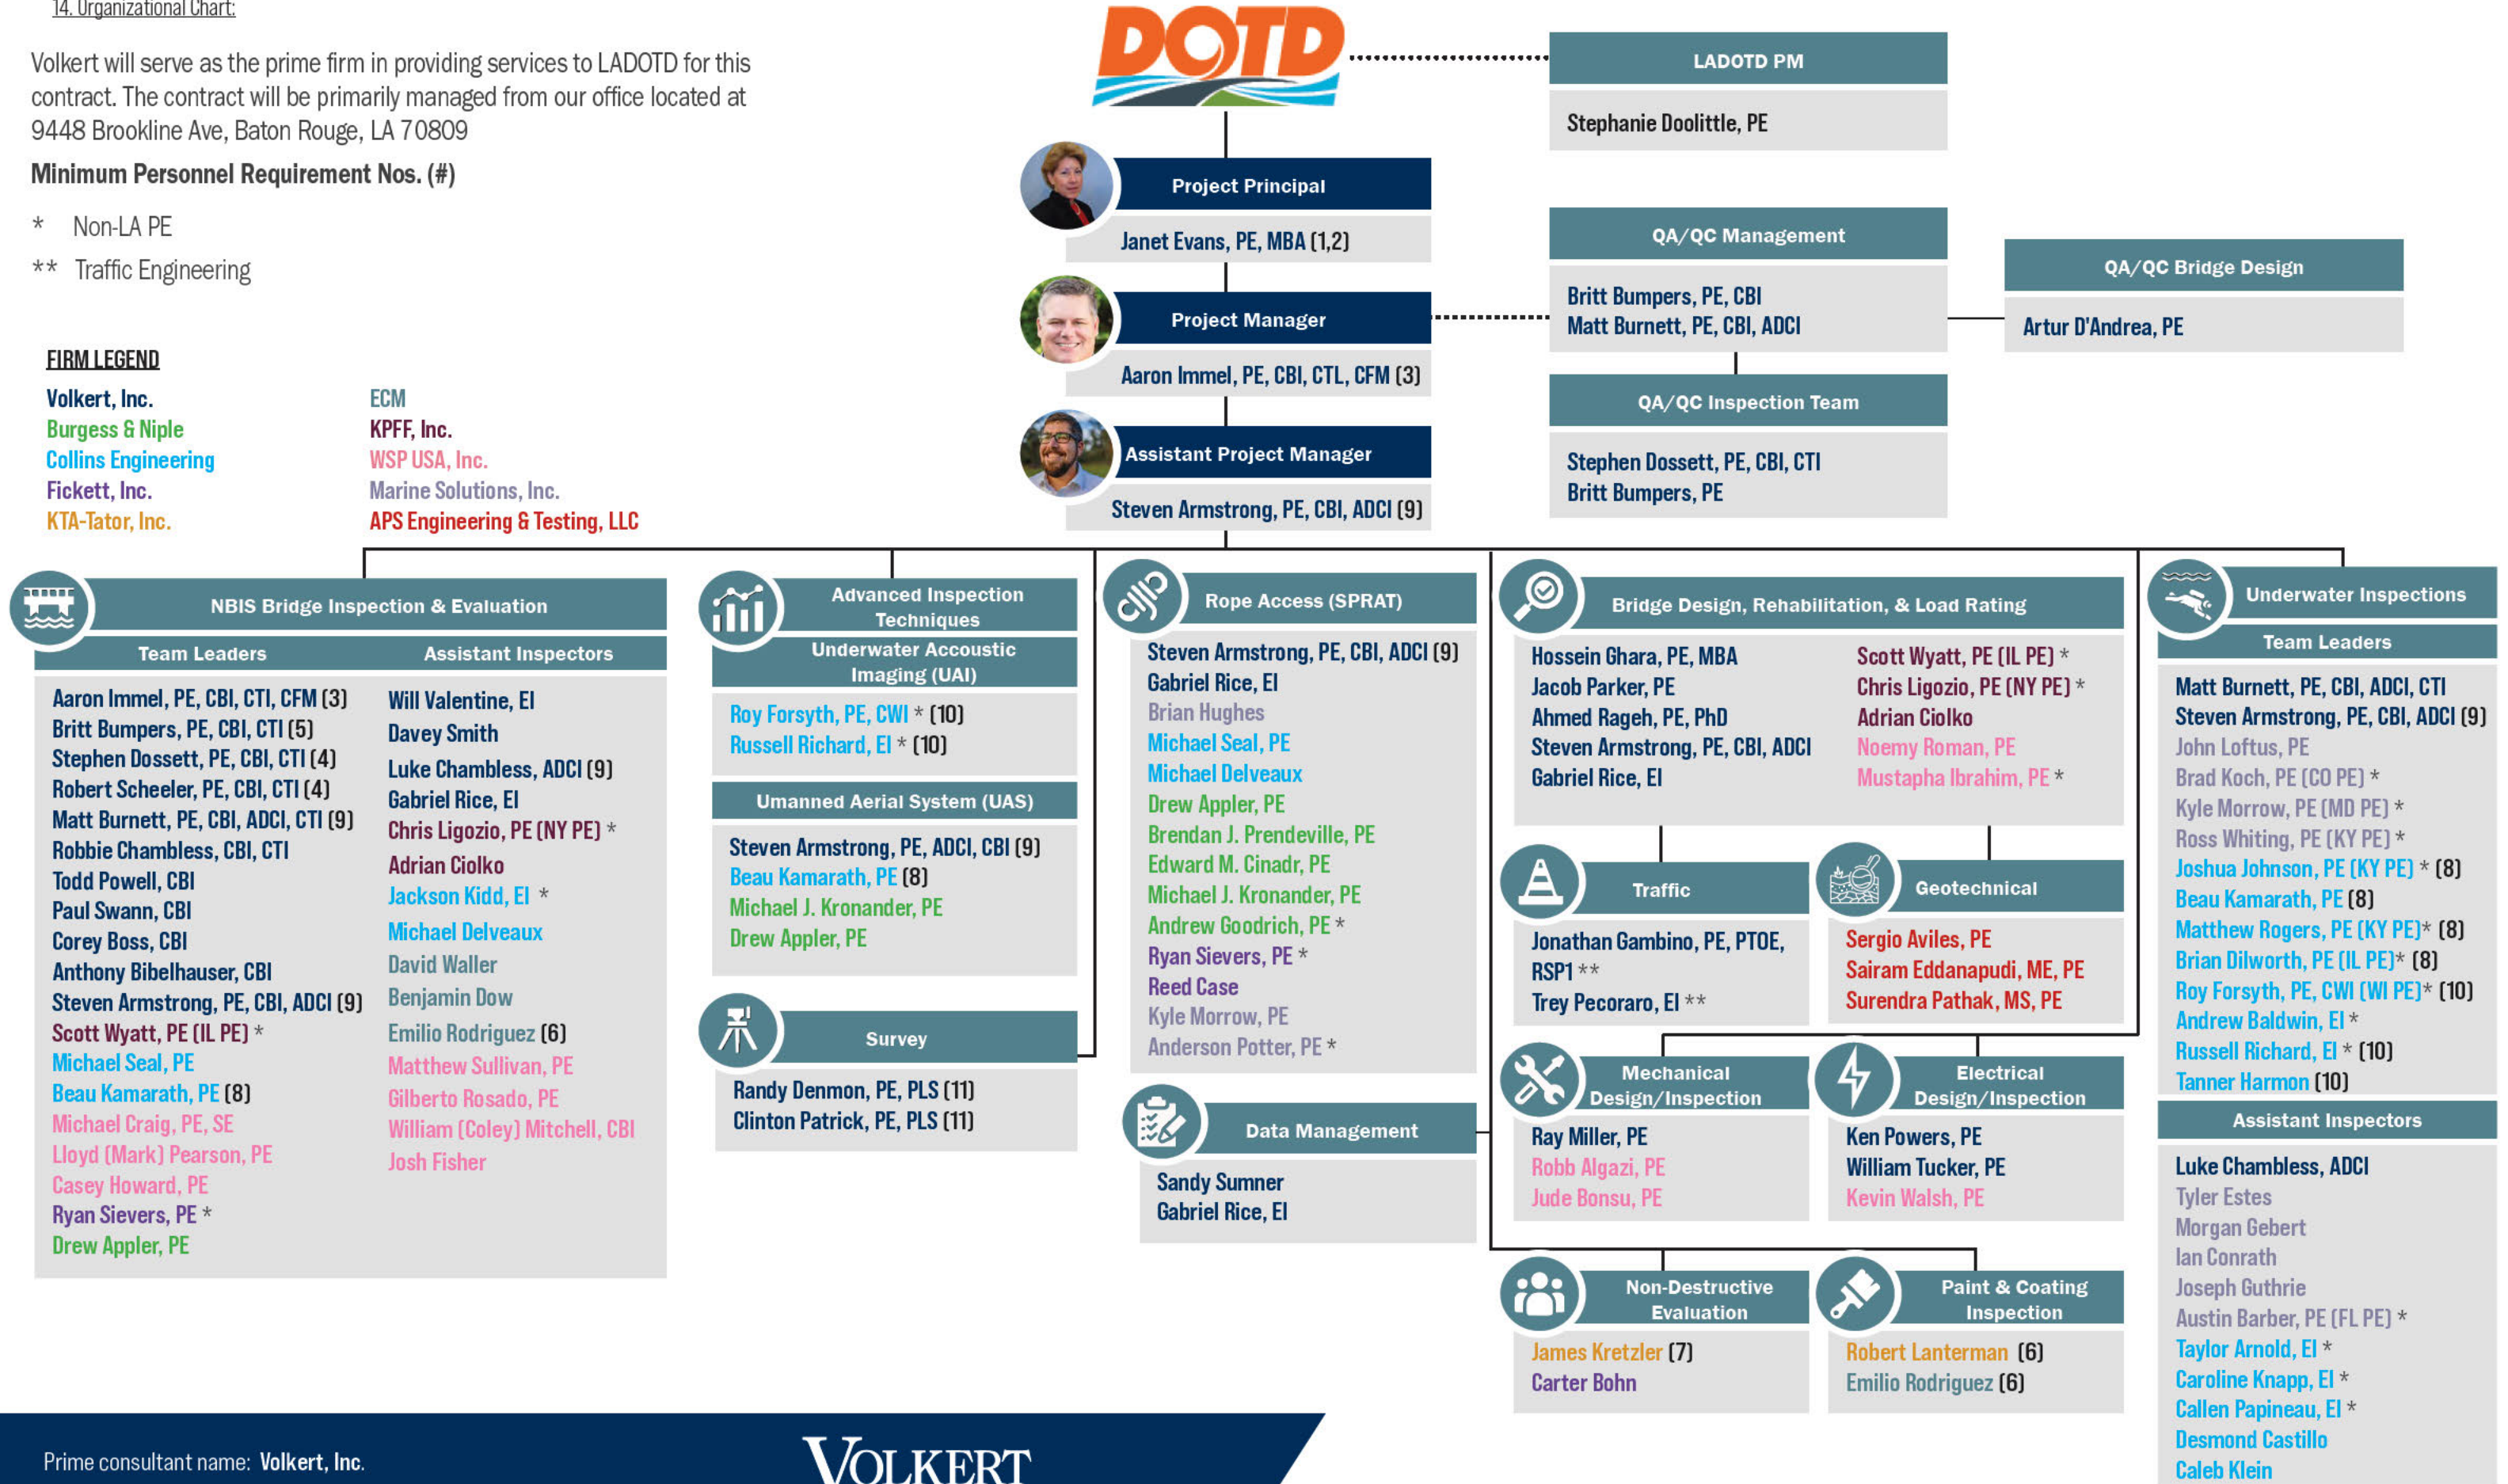 14. Organizational Chart:
Volkert will serve as the prime firm in providing services to LADOTD for this
contract. The contract will be primarily managed from our office located at
9448 Brookline Ave, Baton Rouge, LA 70809
Minimum Personnel Requirement Nos. (#)
* Non-LA PE
** Traffic Engineering
FIRM LEGEND
Volkert, Inc.
Burgess & Niple
Collins Engineering
Fickett, Inc.
KTA-Tator, Inc.
ECM
KPFF, Inc.
WSP USA, Inc.
Marine Solutions, Inc.
APS Engineering & Testing, LLC
DOTD
LADOTD PM
Stephanie Doolittle, PE
Project Principal
Janet Evans, PE, MBA (1,2)
Project Manager
Aaron Immel, PE, CBI, CTL, CFM (3)
Assistant Project Manager
Steven Armstrong, PE, CBI, ADCI (9)
QA/QC Management
Britt Bumpers, PE, CBI
Matt Burnett, PE, CBI, ADCI
QA/QC Bridge Design
Artur D'Andrea, PE
QA/QC Inspection Team
Stephen Dossett, PE, CBI, CTI
Britt Bumpers, PE
NBIS Bridge Inspection & Evaluation
Team Leaders
Aaron Immel, PE, CBI, CTI, CFM (3)
Britt Bumpers, PE, CBI, CTI (5)
Stephen Dossett, PE, CBI, CTI (4)
Robert Scheeler, PE, CBI, CTI (4)
Matt Burnett, PE, CBI, ADCI, CTI (9)
Robbie Chambless, CBI, CTI
Todd Powell, CBI
Paul Swann, CBI
Corey Boss, CBI
Anthony Bibelhauser, CBI
Steven Armstrong, PE, CBI, ADCI (9)
Scott Wyatt, PE (IL PE) *
Michael Seal, PE
Beau Kamarath, PE (8)
Michael Craig, PE, SE
Lloyd (Mark) Pearson, PE
Casey Howard, PE
Ryan Sievers, PE *
Drew Appler, PE
Assistant Inspectors
Will Valentine, EI
Davey Smith
Luke Chambless, ADCI (9)
Gabriel Rice, EI
Chris Ligozio, PE (NY PE) *
Adrian Ciolko
Jackson Kidd, EI *
Michael Delveaux
David Waller
Benjamin Dow
Emilio Rodriguez (6)
Matthew Sullivan, PE
Gilberto Rosado, PE
William (Coley) Mitchell, CBI
Josh Fisher
Advanced Inspection
Techniques
Underwater Accoustic
Imaging (UAI)
Roy Forsyth, PE, CWI * (10)
Russell Richard, EI * (10)
Umanned Aerial System (UAS)
Steven Armstrong, PE, ADCI, CBI (9)
Beau Kamarath, PE (8)
Michael J. Kronander, PE
Drew Appler, PE
Survey
Randy Denmon, PE, PLS (11)
Clinton Patrick, PE, PLS (11)
Rope Access (SPRAT)
Steven Armstrong, PE, CBI, ADCI (9)
Gabriel Rice, EI
Brian Hughes
Michael Seal, PE
Michael Delveaux
Drew Appler, PE
Brendan J. Prendeville, PE
Edward M. Cinadr, PE
Michael J. Kronander, PE
Andrew Goodrich, PE *
Ryan Sievers, PE *
Reed Case
Kyle Morrow, PE
Anderson Potter, PE *
Data Management
Sandy Sumner
Gabriel Rice, EI
Bridge Design, Rehabilitation, & Load Rating
Hossein Ghara, PE, MBA
Jacob Parker, PE
Ahmed Rageh, PE, PhD
Steven Armstrong, PE, CBI, ADCI
Gabriel Rice, EI
Scott Wyatt, PE (IL PE) *
Chris Ligozio, PE (NY PE) *
Adrian Ciolko
Noemy Roman, PE
Mustapha Ibrahim, PE *
Traffic
Jonathan Gambino, PE, PTOE,
RSP1 **
Trey Pecoraro, EI **
Geotechnical
Sergio Aviles, PE
Sairam Eddanapudi, ME, PE
Surendra Pathak, MS, PE
Mechanical
Design/Inspection
Ray Miller, PE
Robb Algazi, PE
Jude Bonsu, PE
Electrical
Design/Inspection
Ken Powers, PE
William Tucker, PE
Kevin Walsh, PE
Non-Destructive
Evaluation
James Kretzler (7)
Carter Bohn
Paint & Coating
Inspection
Robert Lanterman (6)
Emilio Rodriguez (6)
Underwater Inspections
Team Leaders
Matt Burnett, PE, CBI, ADCI, CTI
Steven Armstrong, PE, CBI, ADCI (9)
John Loftus, PE
Brad Koch, PE (CO PE) *
Kyle Morrow, PE (MD PE) *
Ross Whiting, PE (KY PE) *
Joshua Johnson, PE (KY PE) * (8)
Beau Kamarath, PE (8)
Matthew Rogers, PE (KY PE)* (8)
Brian Dilworth, PE (IL PE)* (8)
Roy Forsyth, PE, CWI (WI PE)* (10)
Andrew Baldwin, EI *
Russell Richard, EI * (10)
Tanner Harmon (10)
Assistant Inspectors
Luke Chambless, ADCI
Tyler Estes
Morgan Gebert
Ian Conrath
Joseph Guthrie
Austin Barber, PE (FL PE) *
Taylor Arnold, EI *
Caroline Knapp, EI *
Callen Papineau, EI *
Desmond Castillo
Caleb Klein
Prime consultant name: Volkert, Inc.
VOLKERT